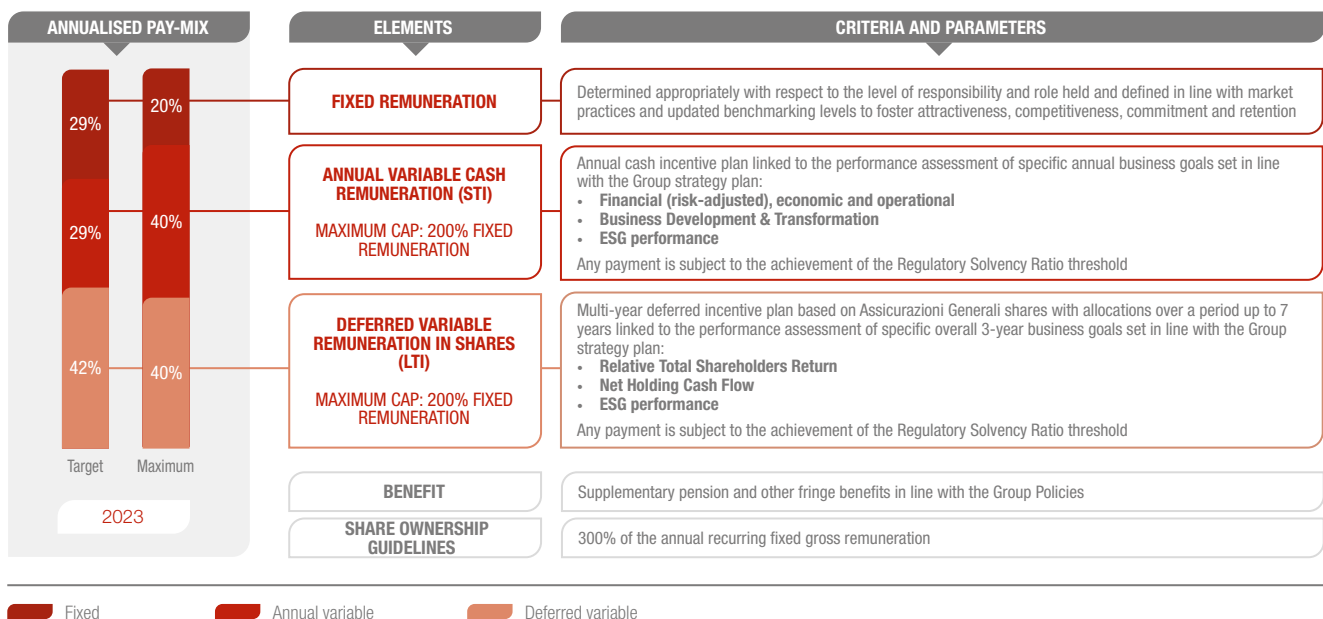 ANNUALISED PAY-MIX
ELEMENTS
CRITERIA AND PARAMETERS
29%
20%
29%
40%
42%
40%
Target
Maximum
2023
FIXED REMUNERATION
Determined appropriately with respect to the level of responsibility and role held and defined in line with market
practices and updated benchmarking levels to foster attractiveness, competitiveness, commitment and retention
ANNUAL VARIABLE CASH
REMUNERATION (STI)
MAXIMUM CAP: 200% FIXED
REMUNERATION
Annual cash incentive plan linked to the performance assessment of specific annual business goals set in line
with the Group strategy plan:
• Financial (risk-adjusted), economic and operational
• Business Development & Transformation
• ESG performance
Any payment is subject to the achievement of the Regulatory Solvency Ratio threshold
DEFERRED VARIABLE
REMUNERATION IN SHARES
(LTI)
MAXIMUM CAP: 200% FIXED
REMUNERATION
Multi-year deferred incentive plan based on Assicurazioni Generali shares with allocations over a period up to 7
years linked to the performance assessment of specific overall 3-year business goals set in line with the Group
strategy plan:
• Relative Total Shareholders Return
• Net Holding Cash Flow
• ESG performance
Any payment is subject to the achievement of the Regulatory Solvency Ratio threshold
BENEFIT
Supplementary pension and other fringe benefits in line with the Group Policies
SHARE OWNERSHIP
GUIDELINES
300% of the annual recurring fixed gross remuneration
Fixed
Annual variable
Deferred variable